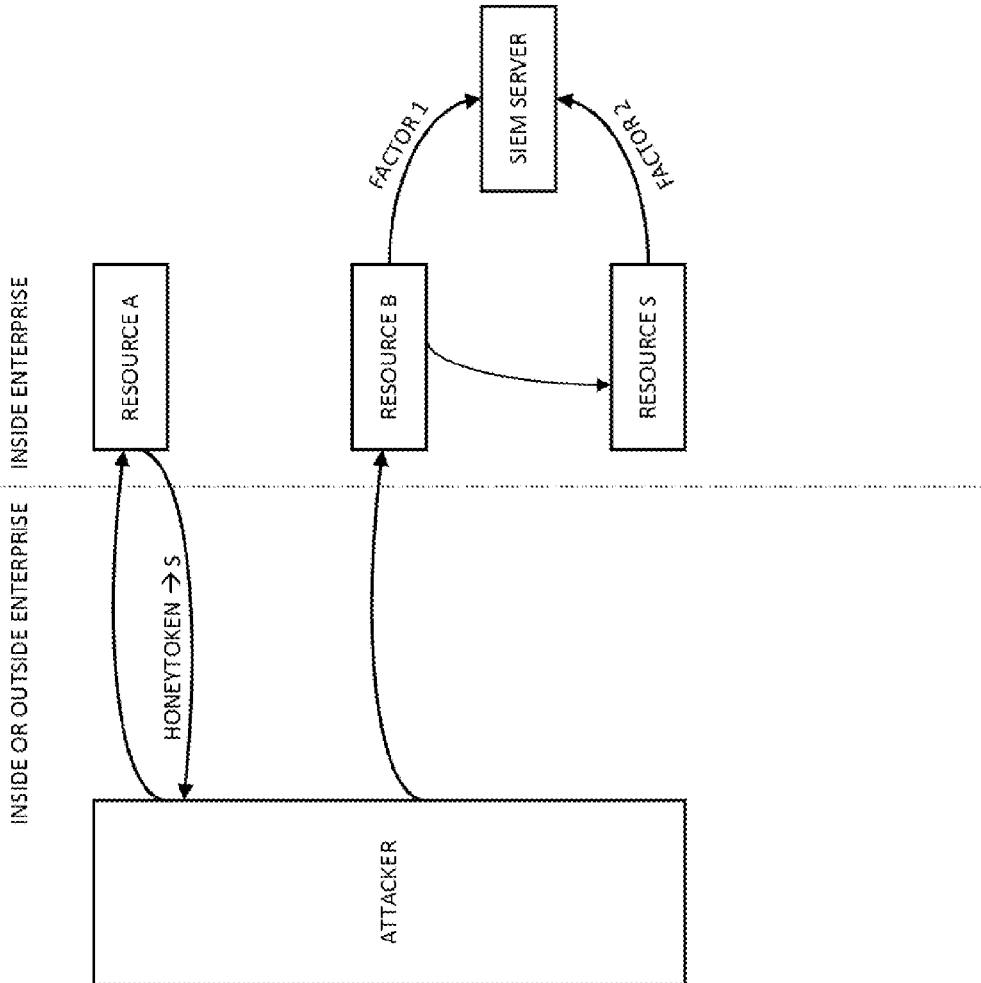 INSIDE OR OUTSIDE ENTERPRISE
INSIDE ENTERPRISE
ATTACKER
HONEYTOKEN → S
RESOURCE A
RESOURCE B
RESOURCE S
FACTOR 1
FACTOR 2
SIEM SERVER